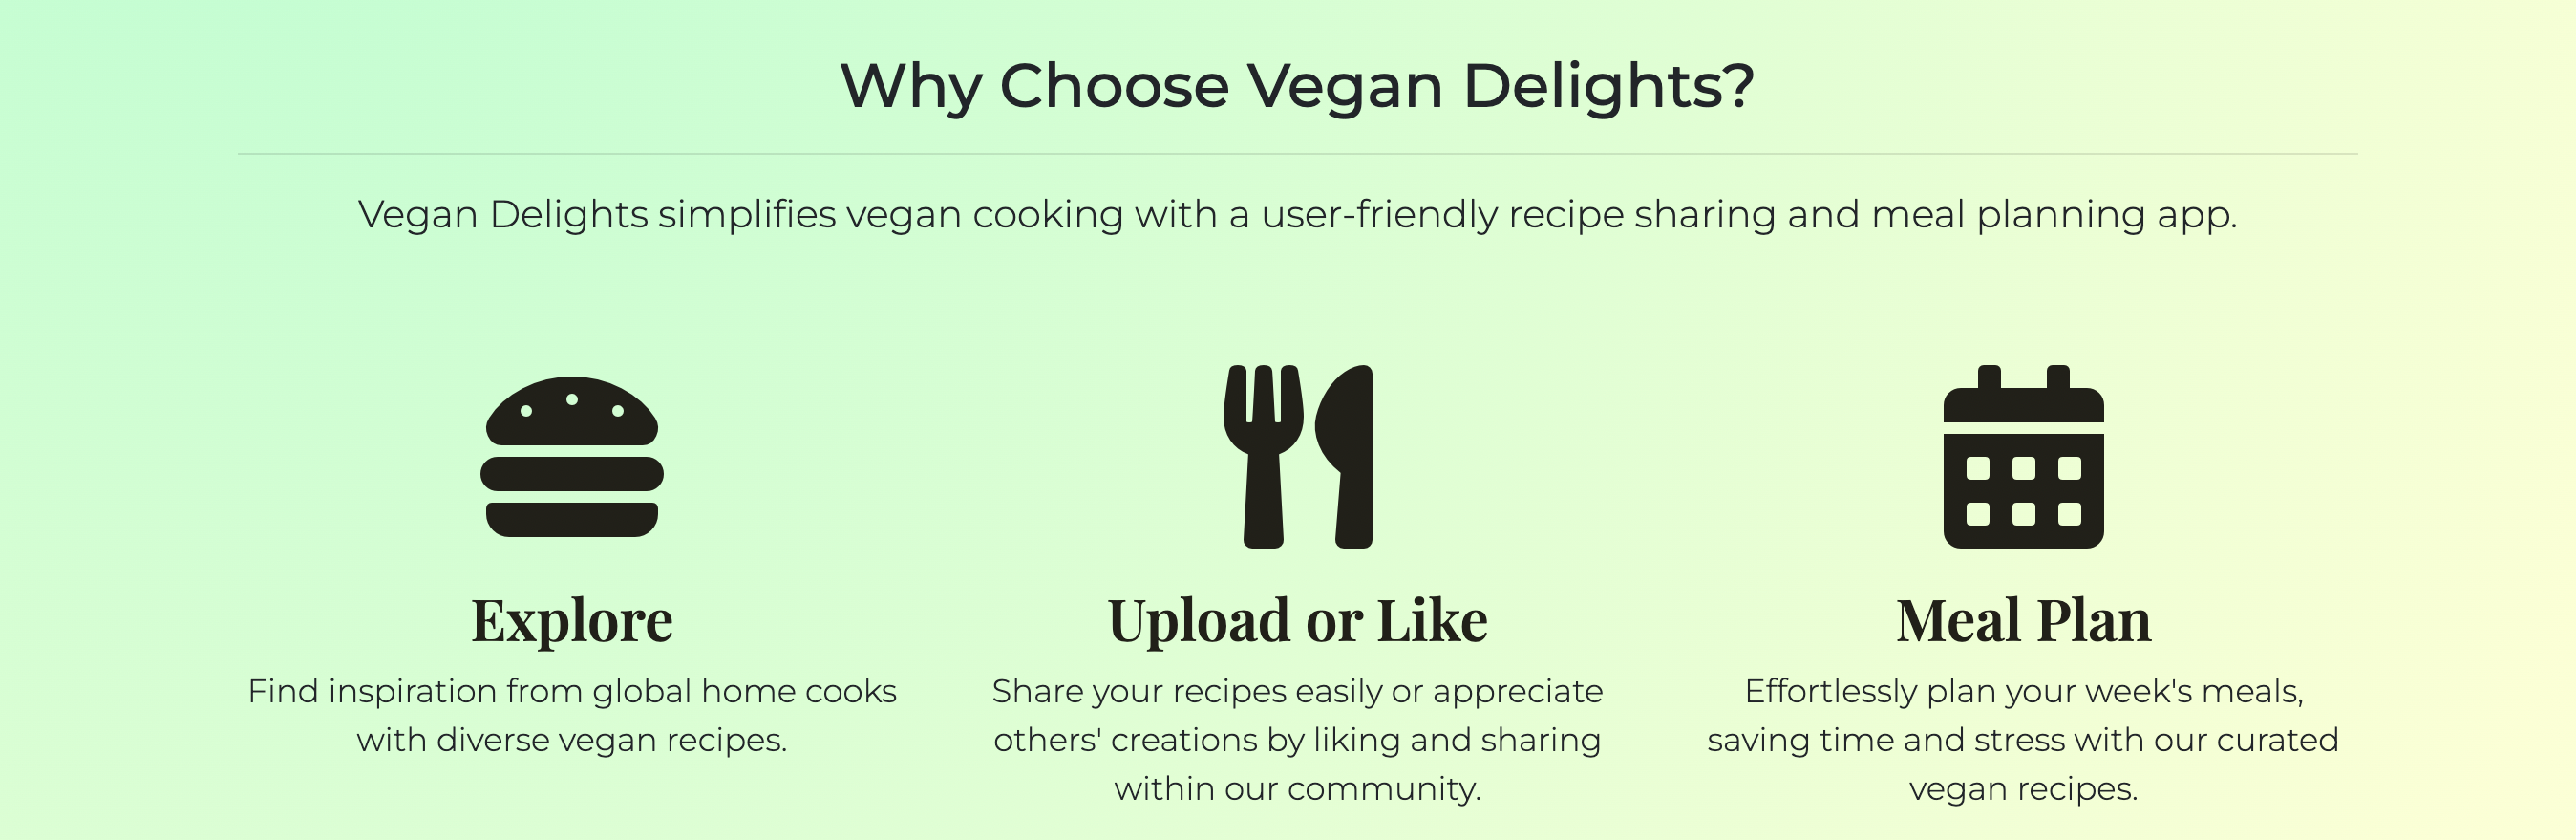 Why Choose Vegan Delights?
Vegan Delights simplifies vegan cooking with a user-friendly recipe sharing and meal planning app.
Explore
Find inspiration from global home cooks
with diverse vegan recipes.
Upload or Like
Share your recipes easily or appreciate
others' creations by liking and sharing
within our community.
Meal Plan
Effortlessly plan your week's meals,
saving time and stress with our curated
vegan recipes.